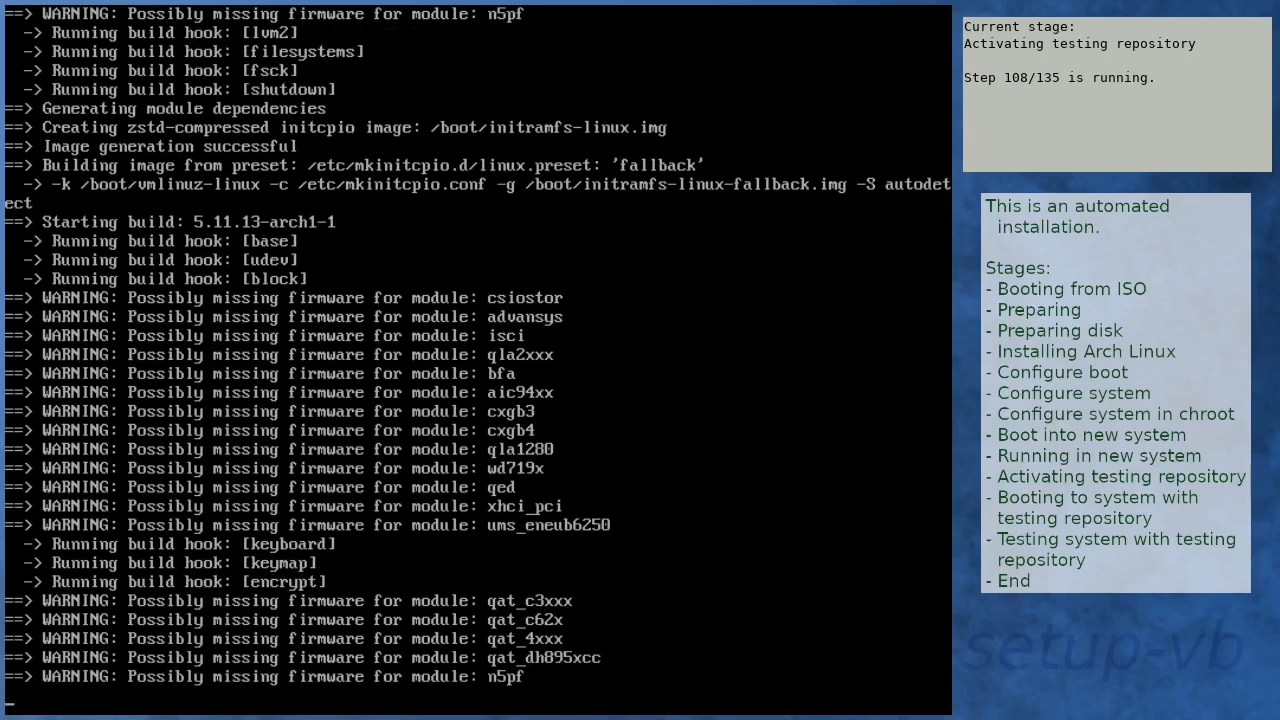 ==> WARNING: Possibly missing firmware for module: n5pf
-> Running build hook: [lvm2]
-> Running build hook: [filesystems]
-> Running build hook: [fsck]
-> Running build hook: [shutdown]
==> Generating module dependencies
==> Creating zstd-compressed initcpio image: /boot/initramfs-linux.img
==> Image generation successful
==> Building image from preset: /etc/mkinitcpio.d/linux.preset: 'fallback'
-> -k /boot/vmlinuz-linux -c /etc/mkinitcpio.conf -g /boot/initramfs-linux-fallback.img -S autodet
ect
==> Starting build: 5.11.13-arch1-1
-> Running build hook: [base]
-> Running build hook: [udev]
-> Running build hook: [block]
==> WARNING: Possibly missing firmware for module: csiostor
==> WARNING: Possibly missing firmware for module: advansys
==> WARNING: Possibly missing firmware for module: isci
==> WARNING: Possibly missing firmware for module: qla2xxx
==> WARNING: Possibly missing firmware for module: bfa
==> WARNING: Possibly missing firmware for module: aic94xx
==> WARNING: Possibly missing firmware for module: cxgb3
==> WARNING: Possibly missing firmware for module: cxgb4
==> WARNING: Possibly missing firmware for module: qla1280
==> WARNING: Possibly missing firmware for module: wd719x
==> WARNING: Possibly missing firmware for module: qed
==> WARNING: Possibly missing firmware for module: xhci_pci
==> WARNING: Possibly missing firmware for module: ums_eneub6250
-> Running build hook: [keyboard]
-> Running build hook: [keymap]
-> Running build hook: [encrypt]
==> WARNING: Possibly missing firmware for module: qat_c3xxx
==> WARNING: Possibly missing firmware for module: qat_c62x
==> WARNING: Possibly missing firmware for module: qat_4xxx
==> WARNING: Possibly missing firmware for module: qat_dh895xcc
==> WARNING: Possibly missing firmware for module: n5pf
Current stage:
Activating testing repository
Step 108/135 is running.
This is an automated
installation.
Stages:
- Booting from ISO
- Preparing
- Preparing disk
- Installing Arch Linux
- Configure boot
- Configure system
- Configure system in chroot
- Boot into new system
- Running in new system
- Activating testing repository
- Booting to system with
testing repository
- Testing system with testing
repository
- End
setup-vb